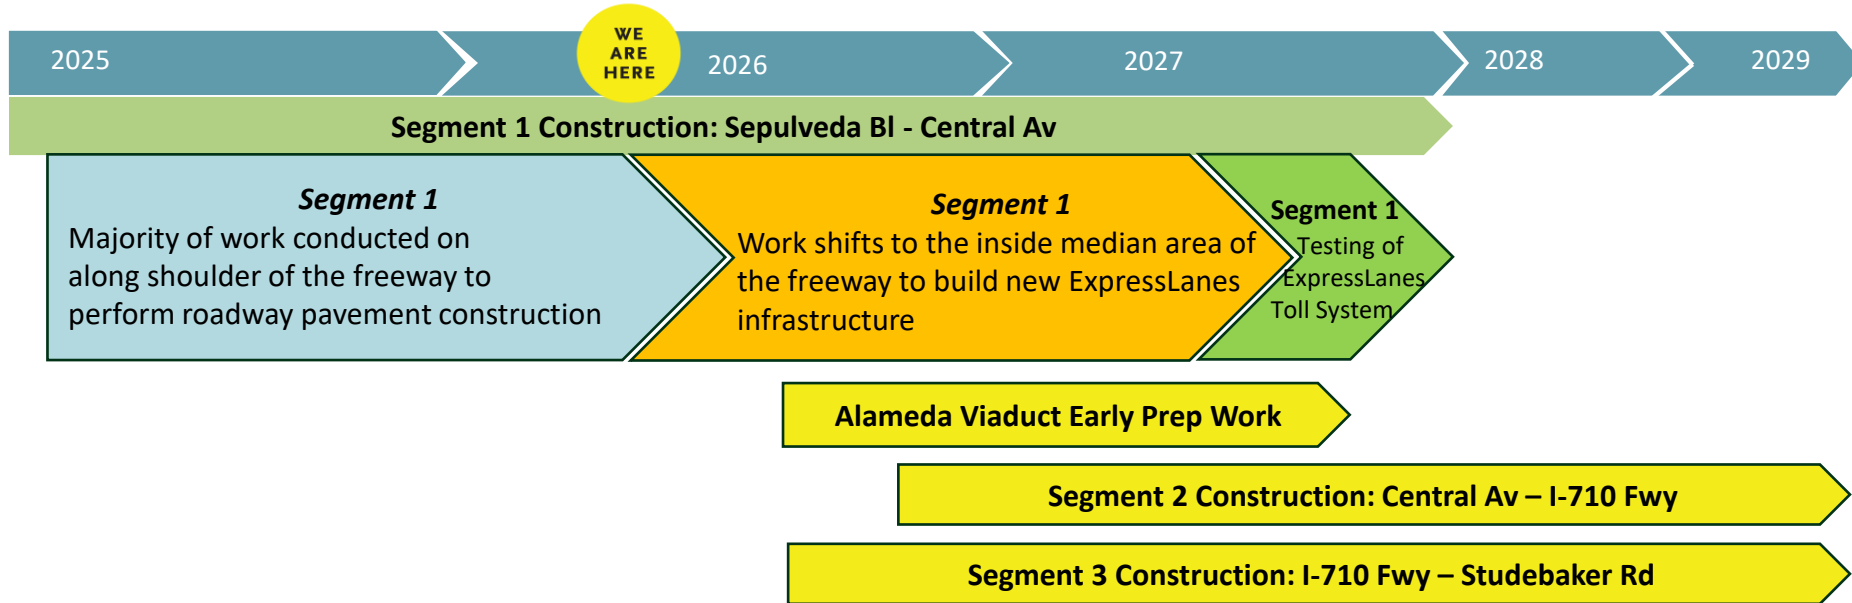 2025
WE
ARE
HERE
2026
2027
2028
2029
Segment 1 Construction: Sepulveda Bl - Central Av
Segment 1
Majority of work conducted on
along shoulder of the freeway to
perform roadway pavement construction
Segment 1
Work shifts to the inside median area of
the freeway to build new ExpressLanes
infrastructure
Segment 1
Testing of
ExpressLanes
Toll System
Alameda Viaduct Early Prep Work
Segment 2 Construction: Central Av – I-710 Fwy
Segment 3 Construction: I-710 Fwy – Studebaker Rd